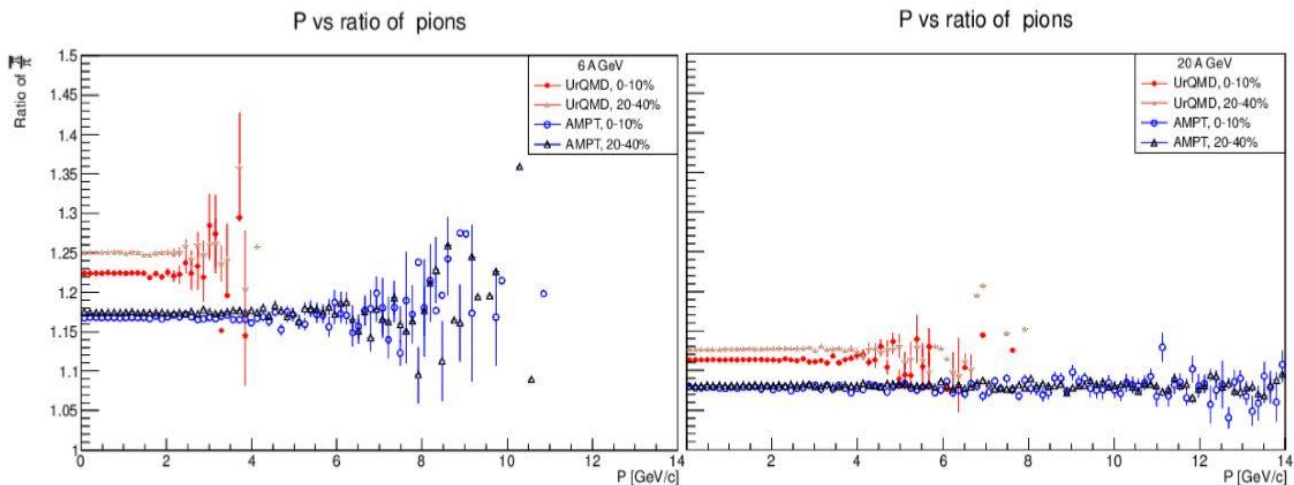 P vs ratio of pions
Ratio of π̅/π
1.5
1.45
1.4
1.35
1.3
1.25
1.2
1.15
1.1
1.05
1
0 2 4 6 8 10 12 14
P [GeV/c]
6 A GeV
UrQMD, 0-10%
UrQMD, 20-40%
AMPT, 0-10%
AMPT, 20-40%
P vs ratio of pions
20 A GeV
UrQMD, 0-10%
UrQMD, 20-40%
AMPT, 0-10%
AMPT, 20-40%
2 4 6 8 10 12 14
P [GeV/c]